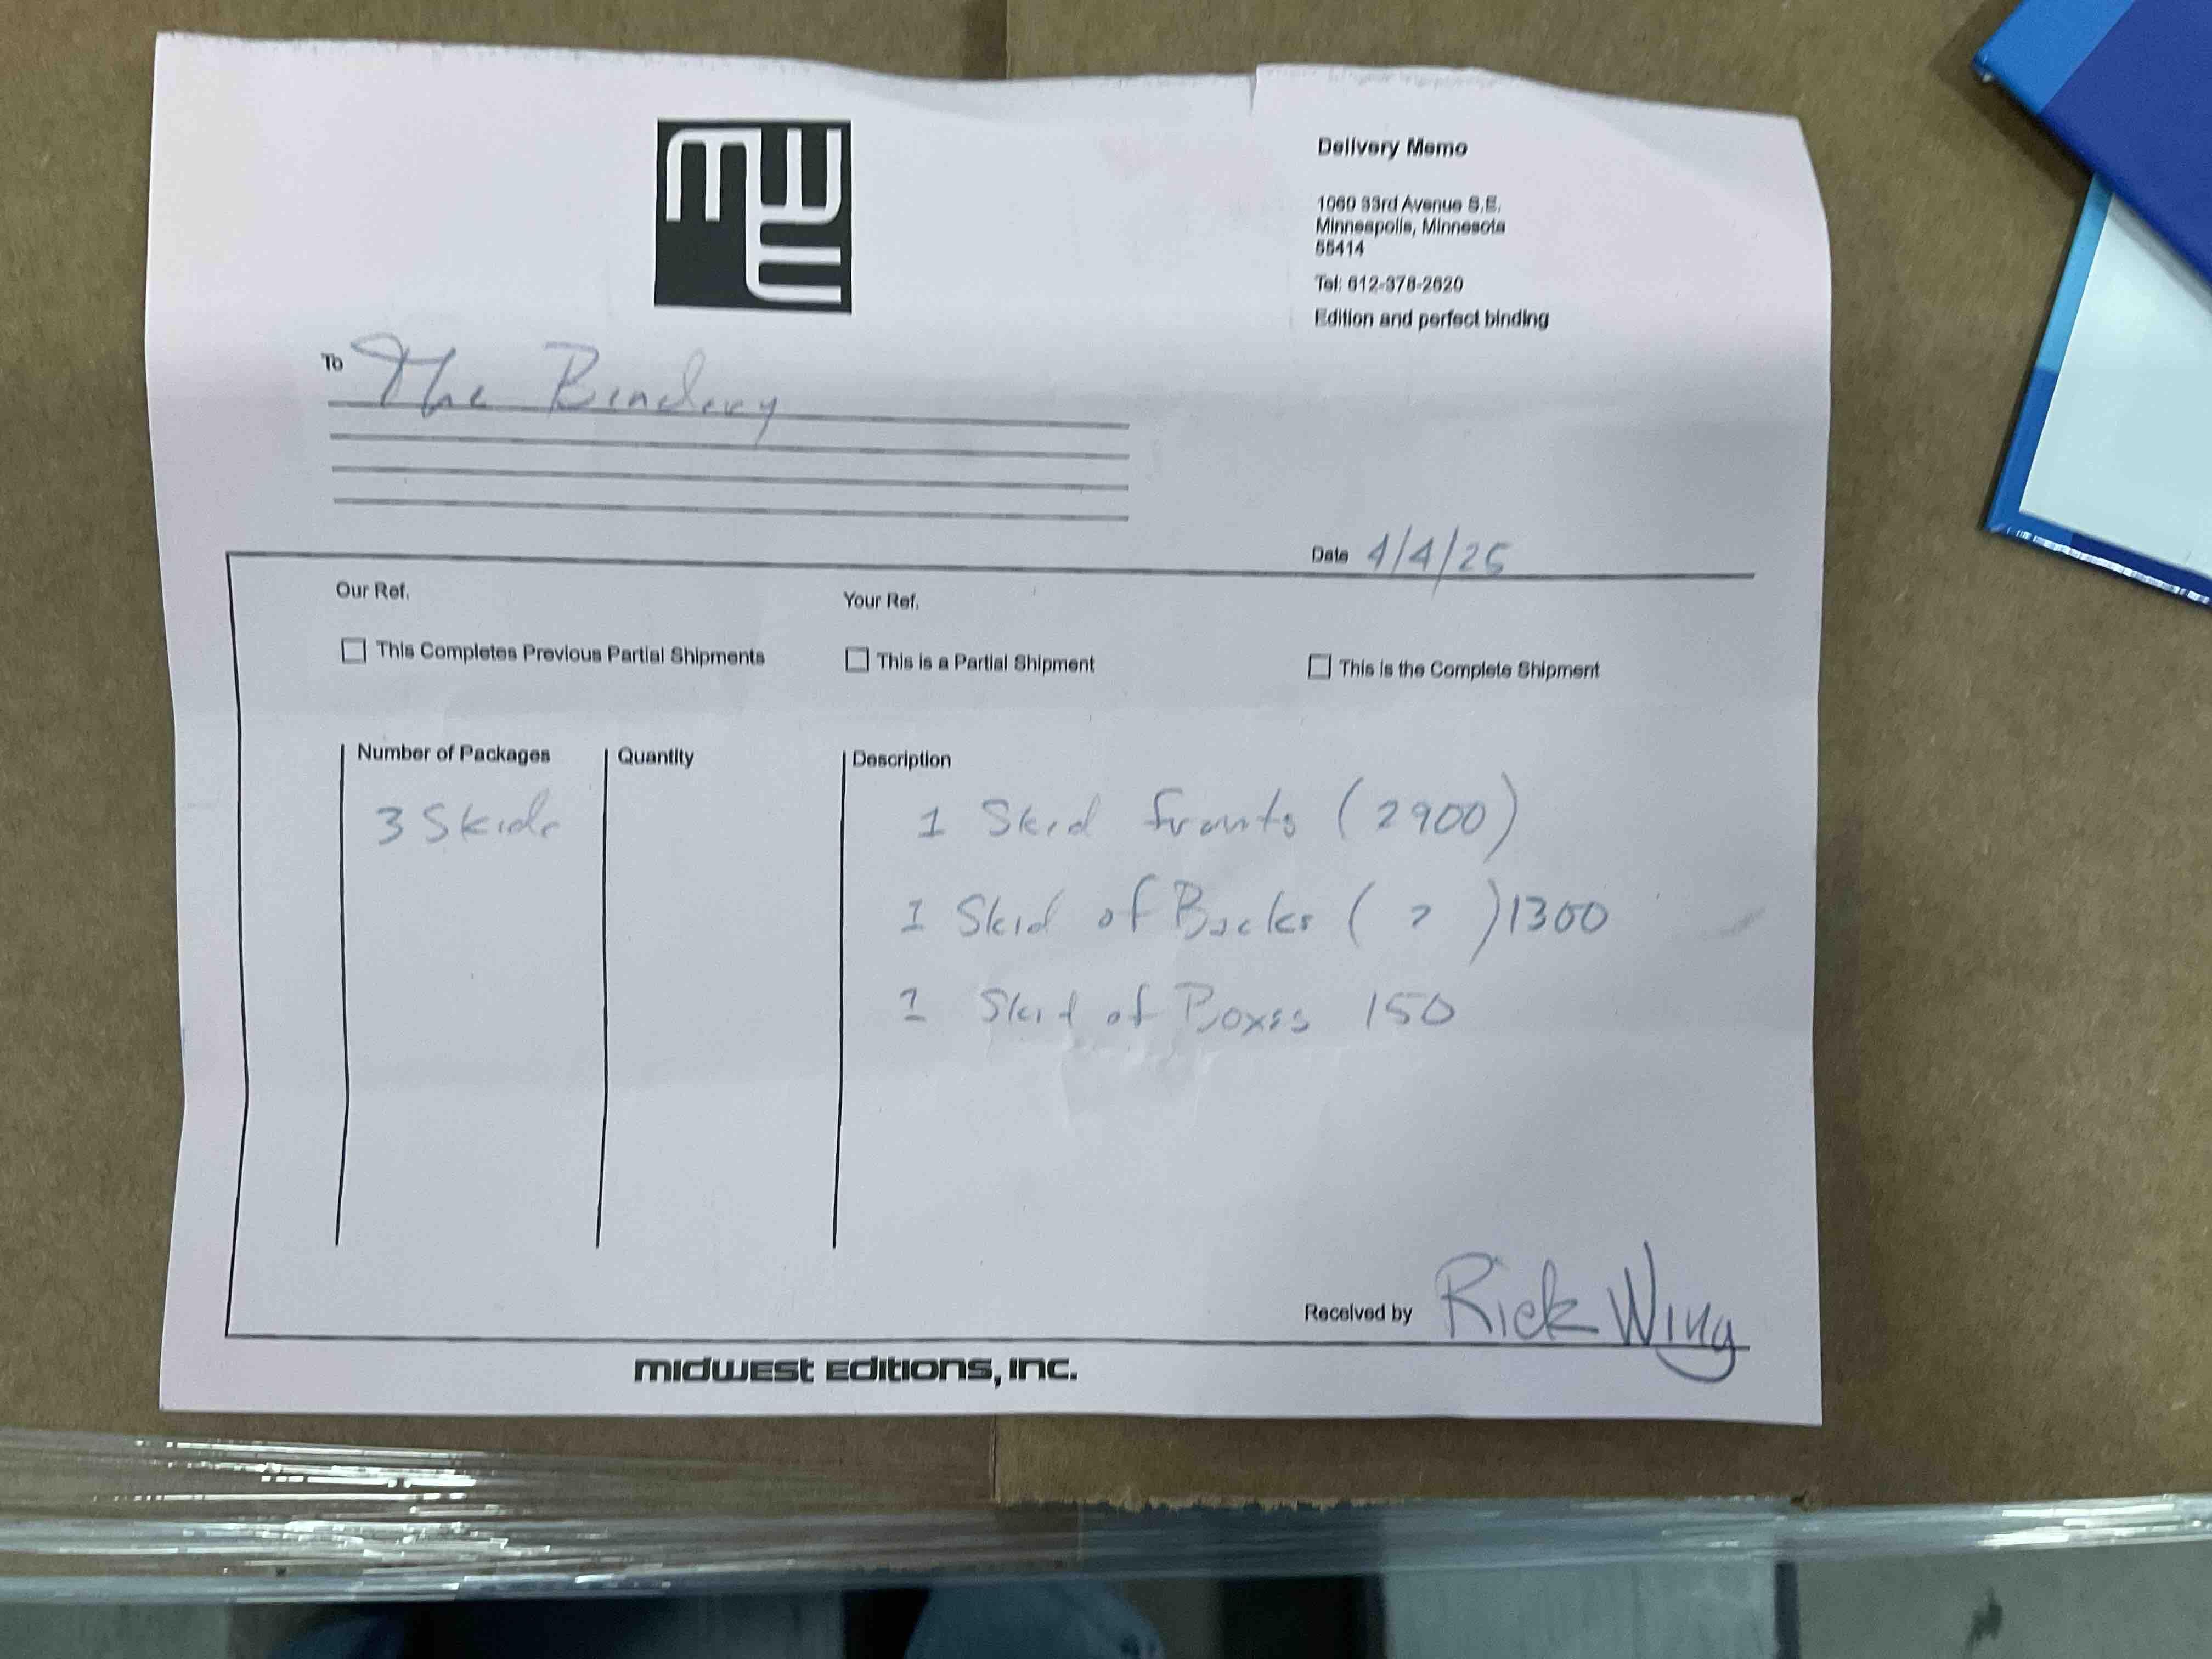 MWE
Delivery Memo
1060 33rd Avenue S.E.
Minneapolis, Minnesota
55414
Tel: 612-378-2620
Edition and perfect binding
To The Bindery
Date 4/4/25
Our Ref.
Your Ref.
This Completes Previous Partial Shipments
This is a Partial Shipment
This is the Complete Shipment
Number of Packages
Quantity
Description
3 Skids
1 Skid fronts (2900)
1 Skid of Backs ( ? ) 1300
1 Skid of Boxes 150
Received by Rick Wing
midwest Editions, Inc.